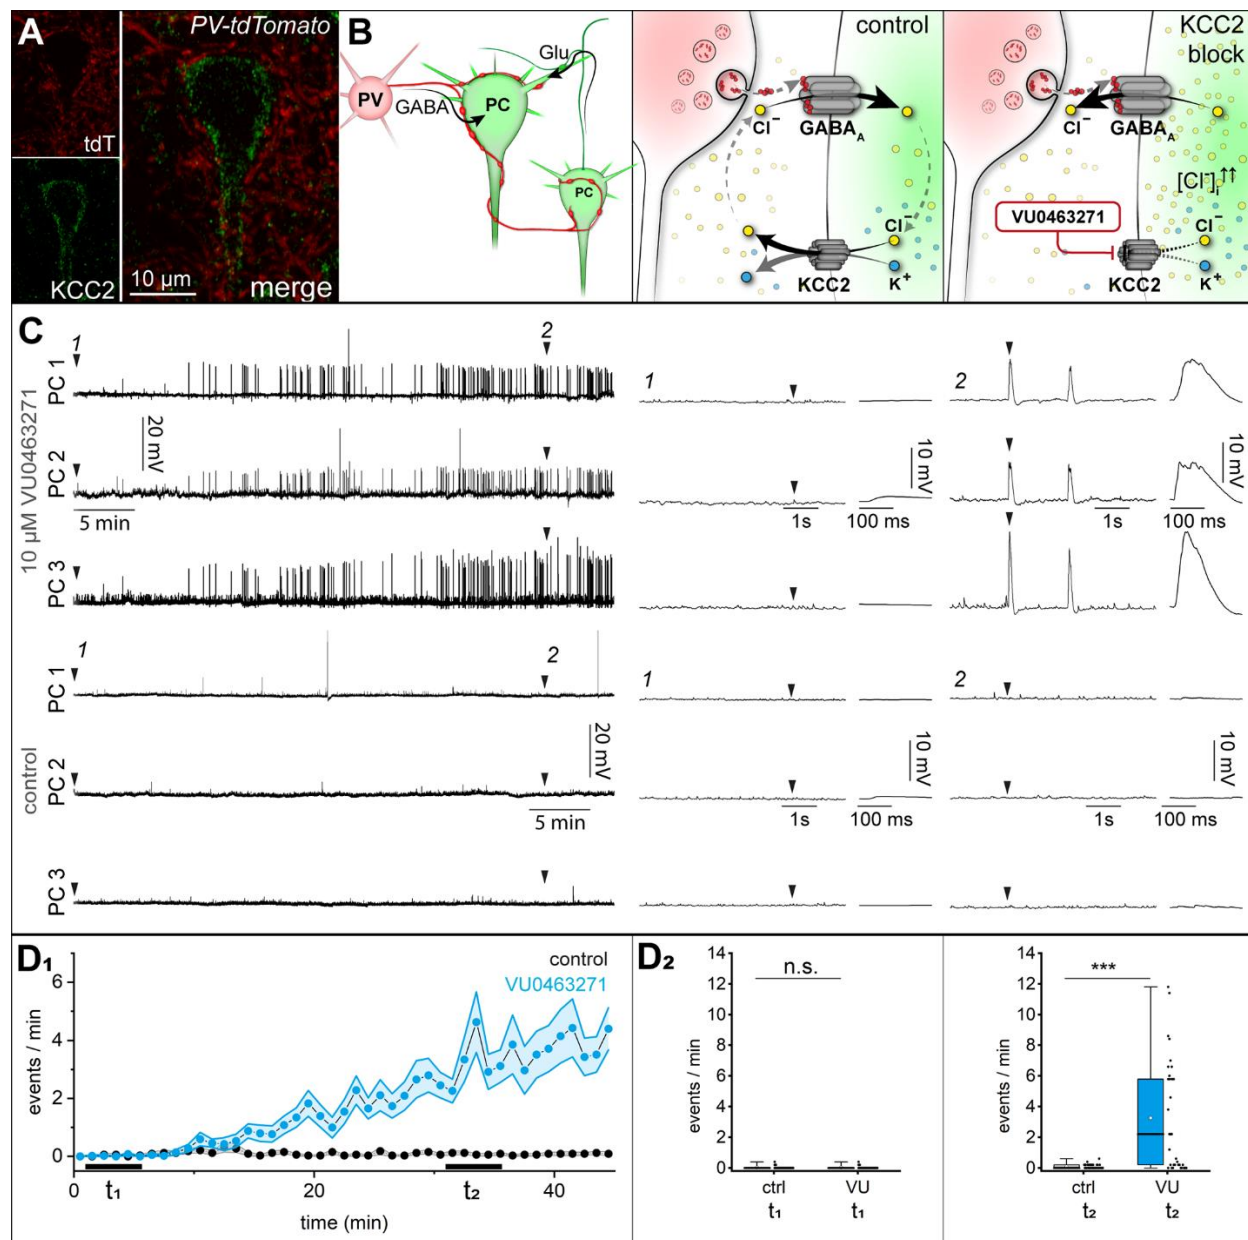 A
PV-tdTomato
tdT
KCC2
10 µm
merge
B
PV
GABA
PC
Glu
PC
control
Cl⁻
GABA_A
Cl⁻
KCC2
K⁺
KCC2
block
Cl⁻
GABA_A
[Cl⁻]i↑↑
VU0463271
Cl⁻
KCC2
K⁺
C
10 µM VU0463271
PC 1
PC 2
PC 3
1
2
20 mV
5 min
1
10 mV
1s
100 ms
2
10 mV
1s
100 ms
control
PC 1
PC 2
PC 3
1
2
20 mV
5 min
1
10 mV
1s
100 ms
2
10 mV
1s
100 ms
D₁
control
VU0463271
events / min
6
4
2
0
0
20
40
t₁
t₂
time (min)
D₂
events / min
14
12
10
8
6
4
2
0
n.s.
ctrl
VU
t₁
t₁
events / min
14
12
10
8
6
4
2
0
***
ctrl
VU
t₂
t₂